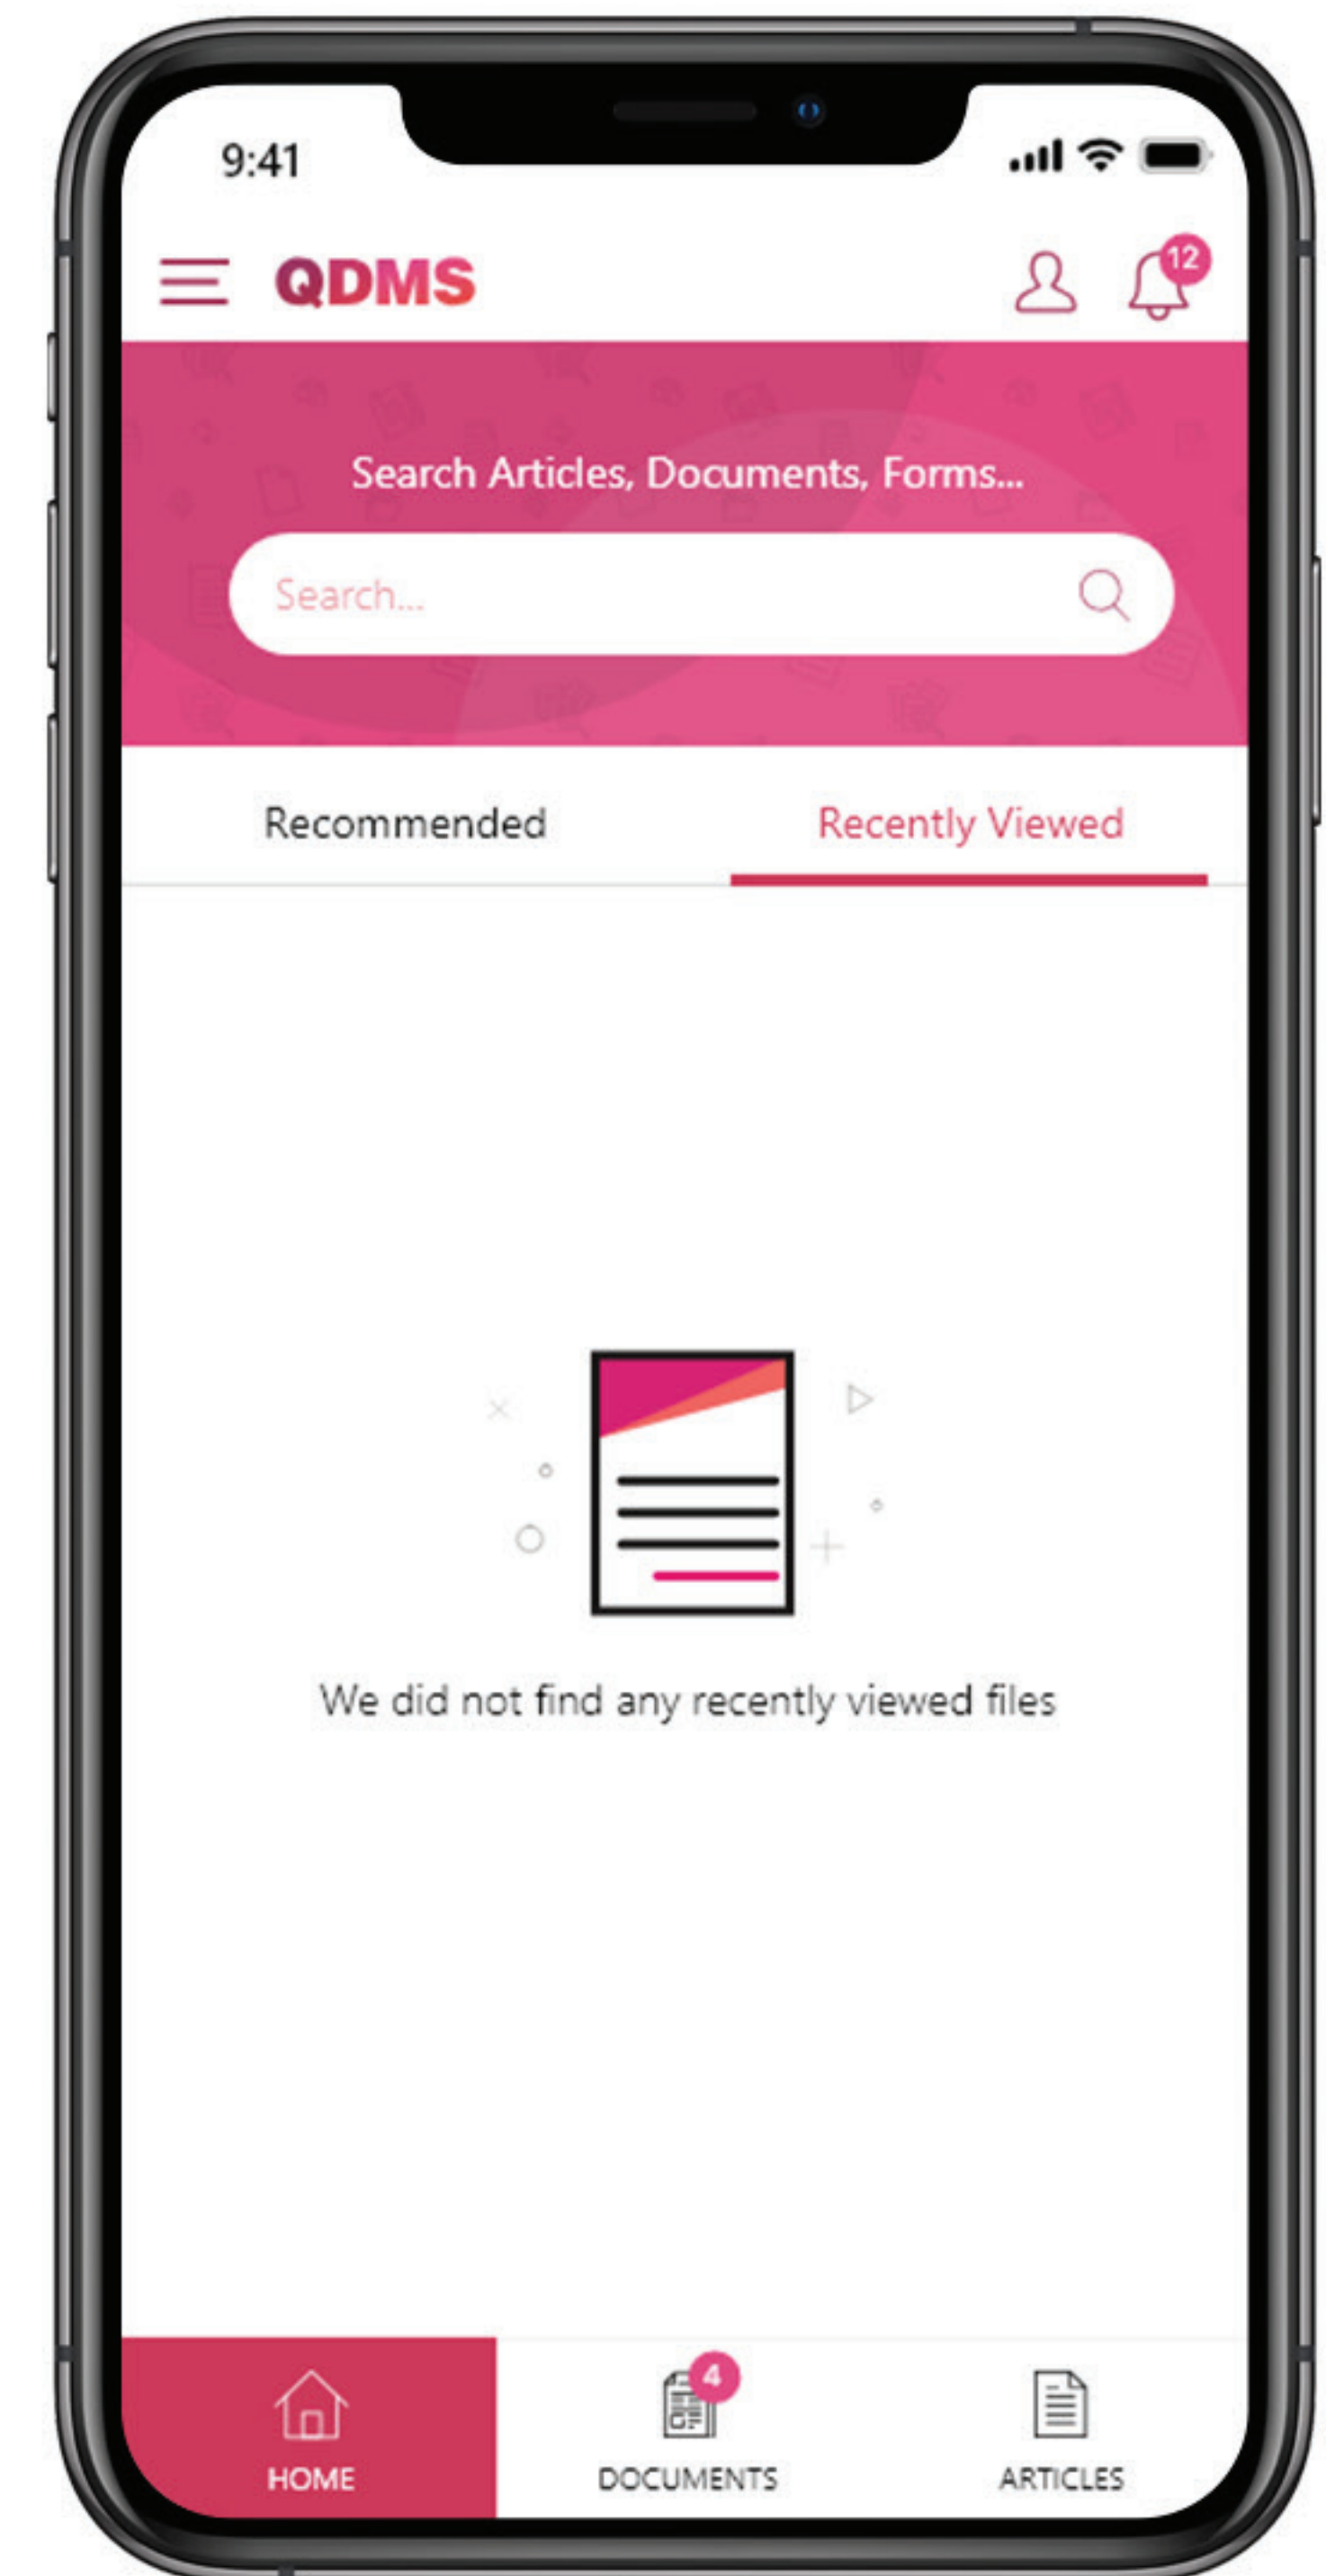 9:41
QDMS
12
Search Articles, Documents, Forms...
Search...
Recommended
Recently Viewed
We did not find any recently viewed files
4
HOME
DOCUMENTS
ARTICLES